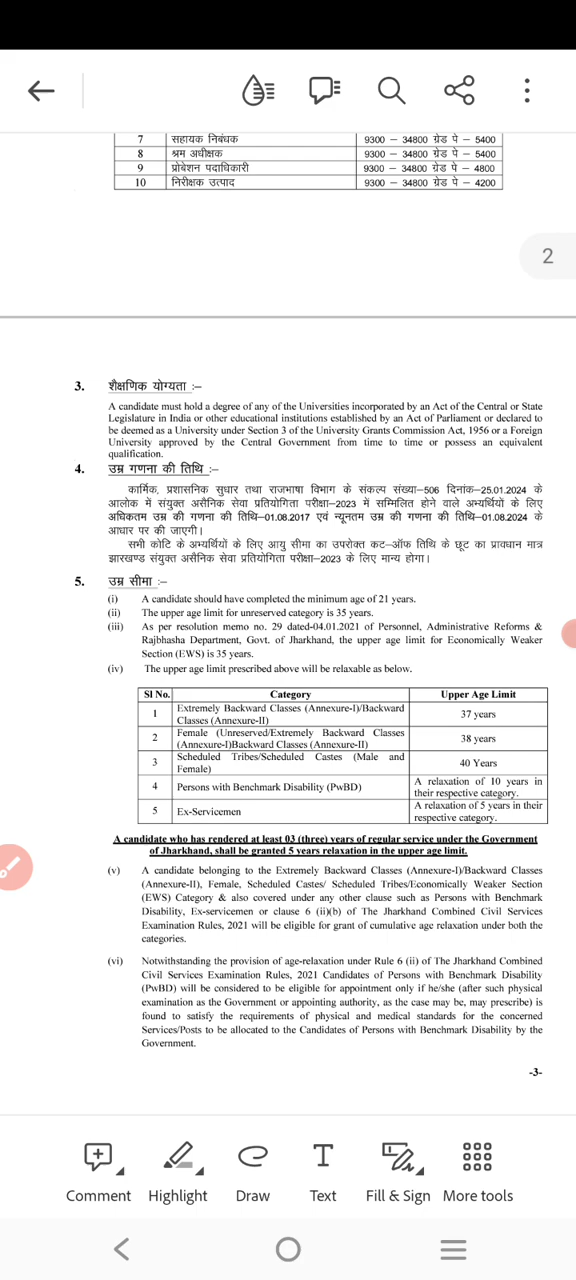 7 सहायक निबंधक 9300 – 34800 ग्रेड पे – 5400
8 श्रम अधीक्षक 9300 – 34800 ग्रेड पे – 5400
9 प्रोबेशन पदाधिकारी 9300 – 34800 ग्रेड पे – 4800
10 निरीक्षक उत्पाद 9300 – 34800 ग्रेड पे – 4200
2
3. शैक्षणिक योग्यता :–
A candidate must hold a degree of any of the Universities incorporated by an Act of the Central or State
Legislature in India or other educational institutions established by an Act of Parliament or declared to
be deemed as a University under Section 3 of the University Grants Commission Act, 1956 or a Foreign
University approved by the Central Government from time to time or possess an equivalent
qualification.
4. उम्र गणना की तिथि :–
कार्मिक, प्रशासनिक सुधार तथा राजभाषा विभाग के संकल्प संख्या–506 दिनांक–25.01.2024 के
आलोक में संयुक्त असैनिक सेवा प्रतियोगिता परीक्षा–2023 में सम्मिलित होने वाले अभ्यर्थियों के लिए
अधिकतम उम्र की गणना की तिथि–01.08.2017 एवं न्यूनतम उम्र की गणना की तिथि–01.08.2024 के
आधार पर की जाएगी।
सभी कोटि के अभ्यर्थियों के लिए आयु सीमा का उपरोक्त कट–ऑफ तिथि के छूट का प्रावधान मात्र
झारखण्ड संयुक्त असैनिक सेवा प्रतियोगिता परीक्षा–2023 के लिए मान्य होगा।
5. उम्र सीमा :–
(i) A candidate should have completed the minimum age of 21 years.
(ii) The upper age limit for unreserved category is 35 years.
(iii) As per resolution memo no. 29 dated-04.01.2021 of Personnel, Administrative Reforms &
Rajbhasha Department, Govt. of Jharkhand, the upper age limit for Economically Weaker
Section (EWS) is 35 years.
(iv) The upper age limit prescribed above will be relaxable as below.
Sl No. Category Upper Age Limit
1 Extremely Backward Classes (Annexure-I)/Backward
Classes (Annexure-II) 37 years
2 Female (Unreserved/Extremely Backward Classes
(Annexure-I)Backward Classes (Annexure-II) 38 years
3 Scheduled Tribes/Scheduled Castes (Male and
Female) 40 Years
4 Persons with Benchmark Disability (PwBD) A relaxation of 10 years in
their respective category.
5 Ex-Servicemen A relaxation of 5 years in their
respective category.
A candidate who has rendered at least 03 (three) years of regular service under the Government
of Jharkhand, shall be granted 5 years relaxation in the upper age limit.
(v) A candidate belonging to the Extremely Backward Classes (Annexure-I)/Backward Classes
(Annexure-II), Female, Scheduled Castes/ Scheduled Tribes/Economically Weaker Section
(EWS) Category & also covered under any other clause such as Persons with Benchmark
Disability, Ex-servicemen or clause 6 (ii)(b) of The Jharkhand Combined Civil Services
Examination Rules, 2021 will be eligible for grant of cumulative age relaxation under both the
categories.
(vi) Notwithstanding the provision of age-relaxation under Rule 6 (ii) of The Jharkhand Combined
Civil Services Examination Rules, 2021 Candidates of Persons with Benchmark Disability
(PwBD) will be considered to be eligible for appointment only if he/she (after such physical
examination as the Government or appointing authority, as the case may be, may prescribe) is
found to satisfy the requirements of physical and medical standards for the concerned
Services/Posts to be allocated to the Candidates of Persons with Benchmark Disability by the
Government.
-3-
Comment Highlight Draw Text Fill & Sign More tools